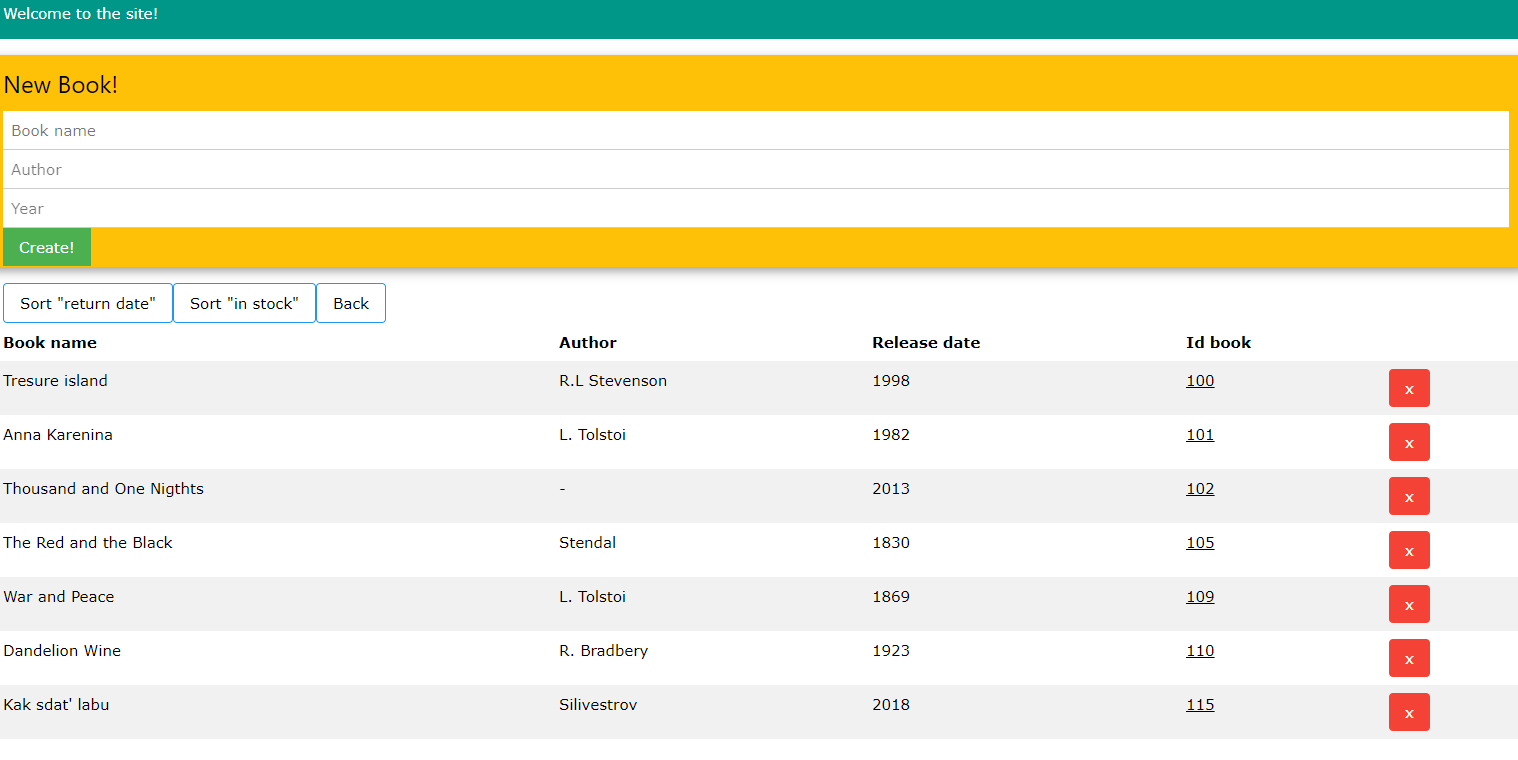 Welcome to the site!
New Book!
Book name
Author
Year
Create!
Sort "return date" Sort "in stock" Back
Book name Author Release date Id book
Tresure island R.L Stevenson 1998 100 x
Anna Karenina L. Tolstoi 1982 101 x
Thousand and One Nigthts - 2013 102 x
The Red and the Black Stendal 1830 105 x
War and Peace L. Tolstoi 1869 109 x
Dandelion Wine R. Bradbery 1923 110 x
Kak sdat' labu Silivestrov 2018 115 x